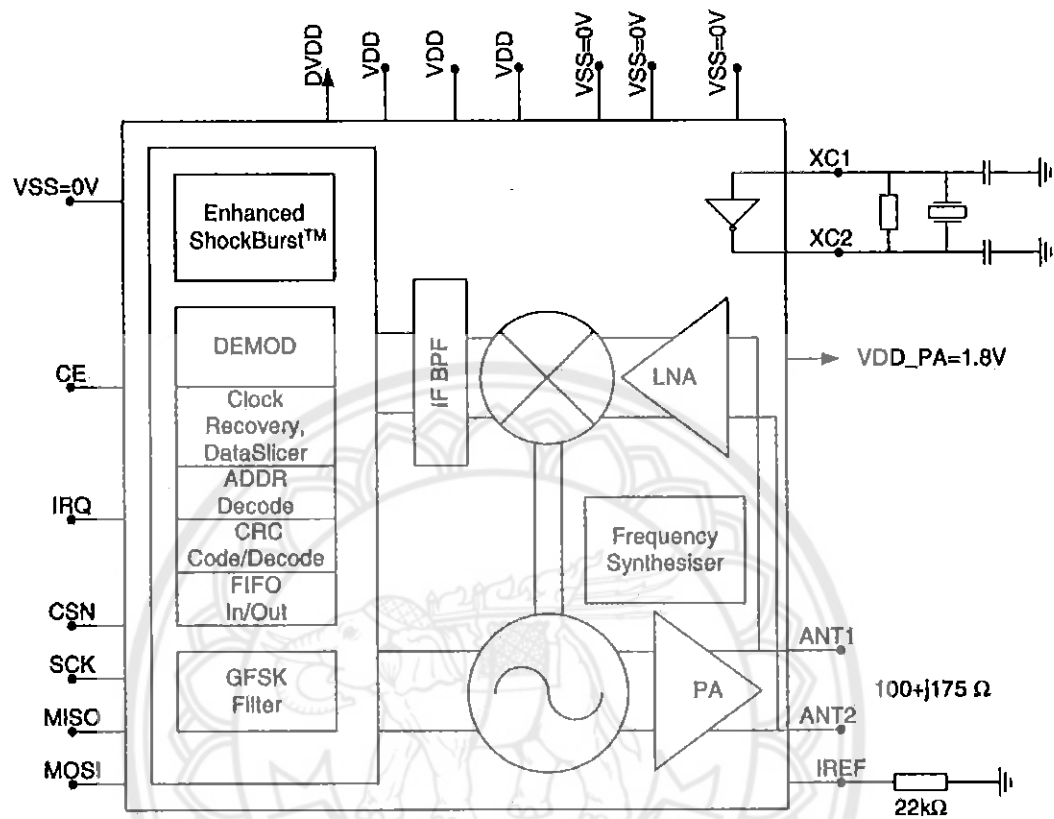 DVDD
VDD
VDD
VDD
VSS=0V
VSS=0V
VSS=0V
VSS=0V
XC1
XC2
Enhanced
ShockBurst™
DEMOD
Clock
Recovery,
DataSlicer
ADDR
Decode
CRC
Code/Decode
FIFO
In/Out
GFSK
Filter
CE
IRQ
CSN
SCK
MISO
MOSI
IF BPF
LNA
VDD_PA=1.8V
Frequency
Synthesiser
PA
ANT1
100+j175 Ω
ANT2
IREF
22kΩ